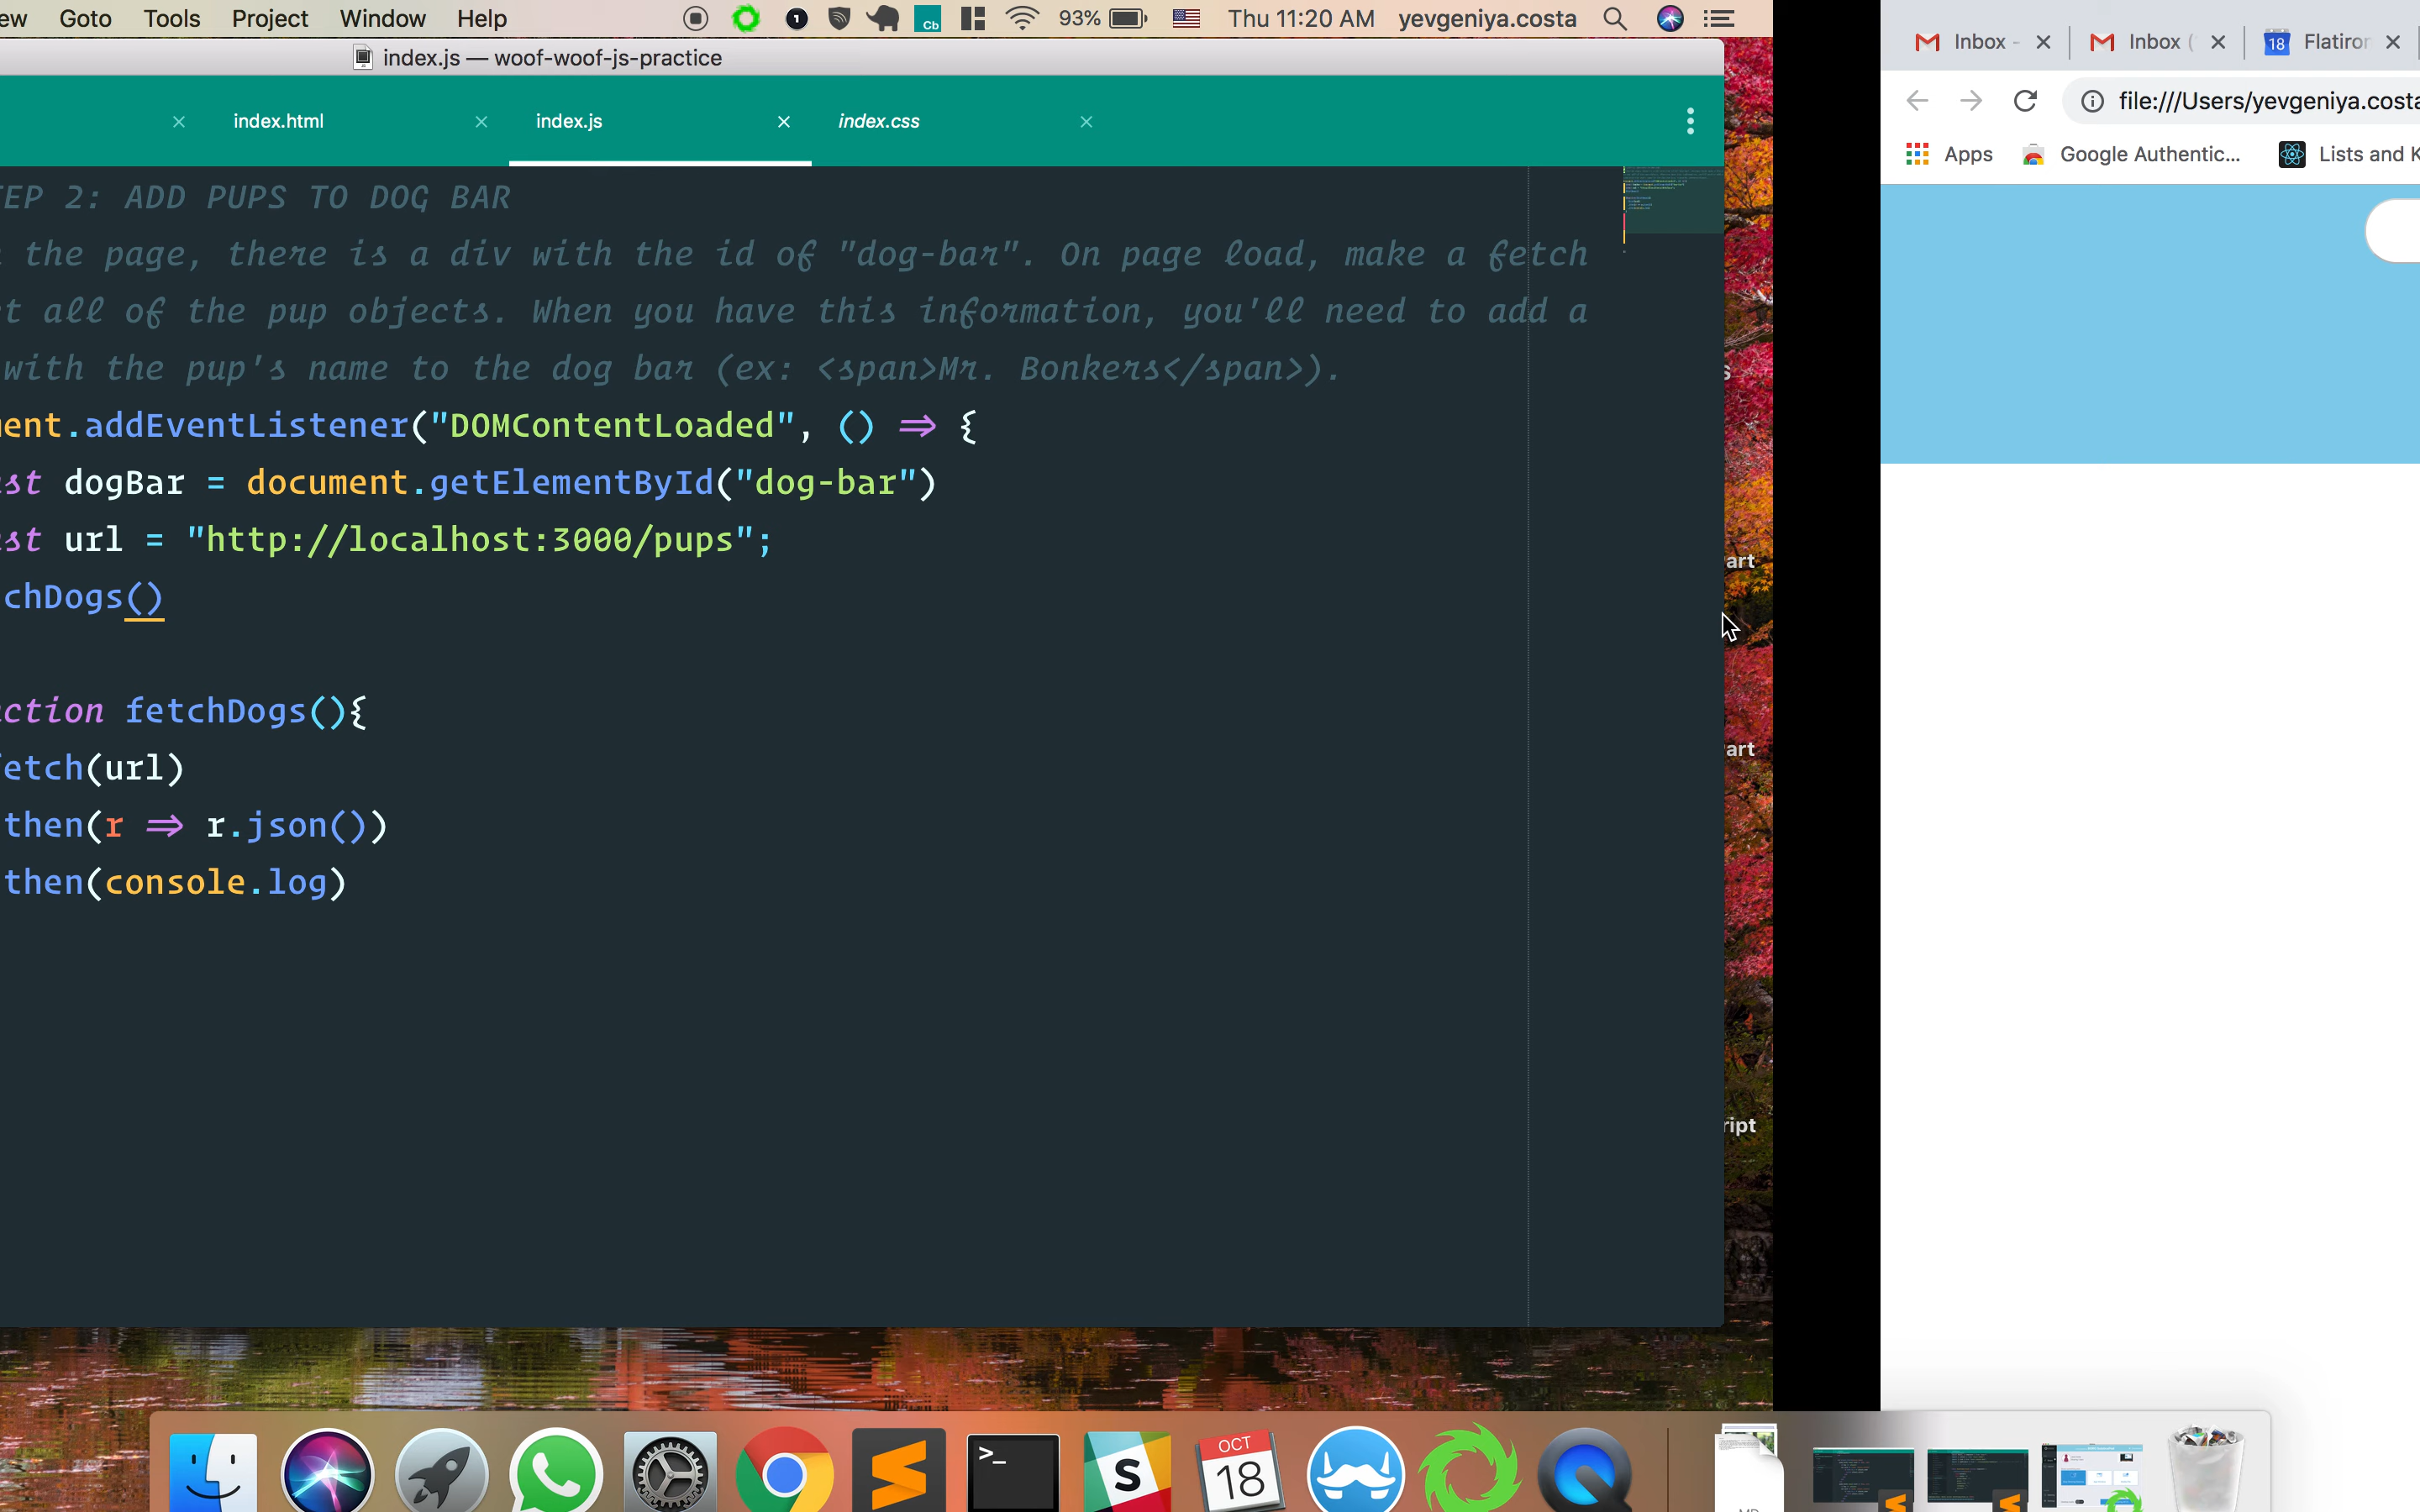 ew Goto Tools Project Window Help 1 Cb 93% Thu 11:20 AM yevgeniya.costa
index.js — woof-woof-js-practice
index.html index.js index.css
EP 2: ADD PUPS TO DOG BAR
the page, there is a div with the id of "dog-bar". On page load, make a fetch
t all of the pup objects. When you have this information, you'll need to add a
with the pup's name to the dog bar (ex: <span>Mr. Bonkers</span>).
ent.addEventListener("DOMContentLoaded", () => {
st dogBar = document.getElementById("dog-bar")
st url = "http://localhost:3000/pups";
chDogs()
ction fetchDogs(){
etch(url)
then(r => r.json())
then(console.log)
s
art
art
ript
Inbox - Inbox ( 18 Flatiron
file:///Users/yevgeniya.costa
Apps Google Authentic... Lists and K
>_ S OCT 18